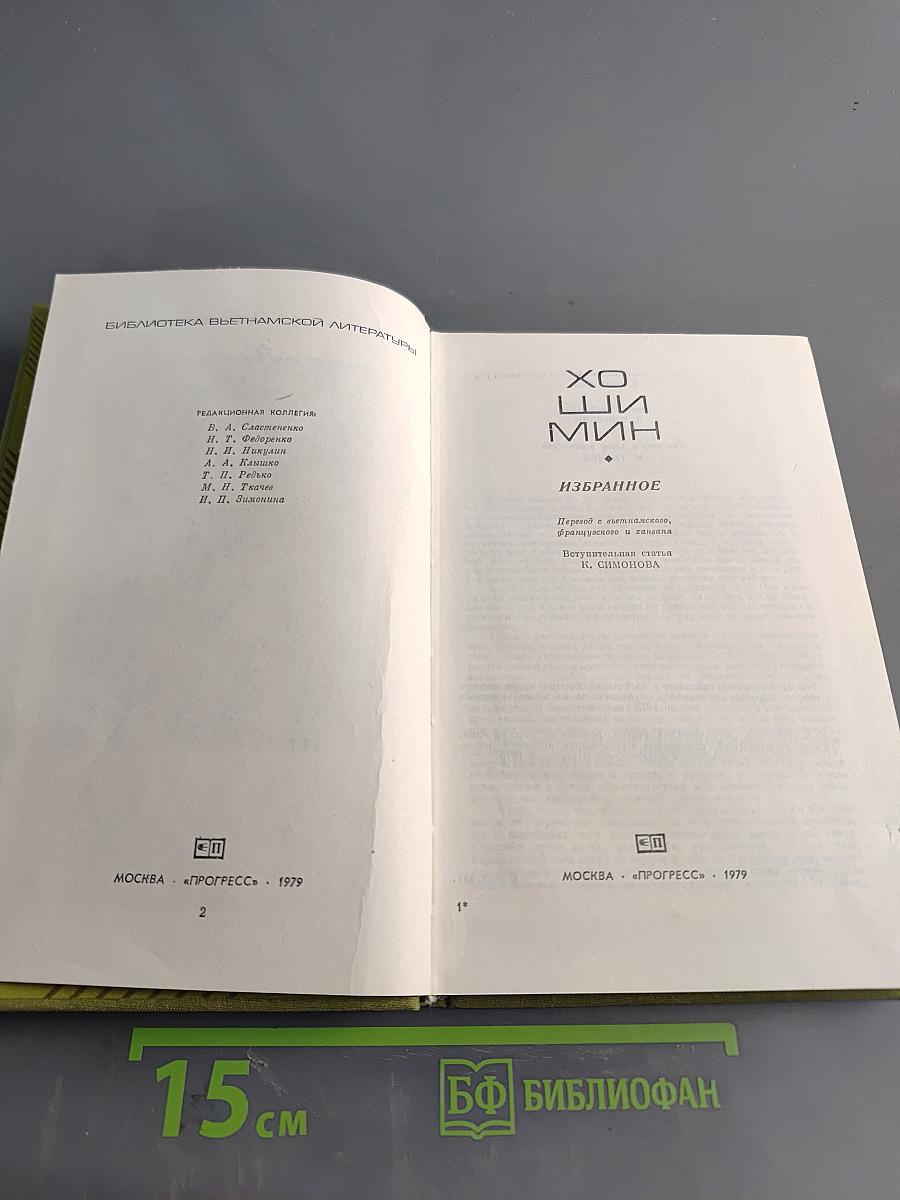 БИБЛИОТЕКА ВЬЕТНАМСКОЙ ЛИТЕРАТУРЫ
РЕДАКЦИОННАЯ КОЛЛЕГИЯ:
В. А. Сластененко
Н. Т. Федоренко
Н. И. Никулин
А. А. Клышко
Т. П. Редько
М. Н. Ткачев
И. П. Зимонина
МОСКВА · «ПРОГРЕСС» · 1979
2
ХО
ШИ
МИН
ИЗБРАННОЕ
Перевод с вьетнамского,
французского и ханваня
Вступительная статья
К. СИМОНОВА
П
МОСКВА · «ПРОГРЕСС» · 1979
1*
15 см
БФ БИБЛИОФАН